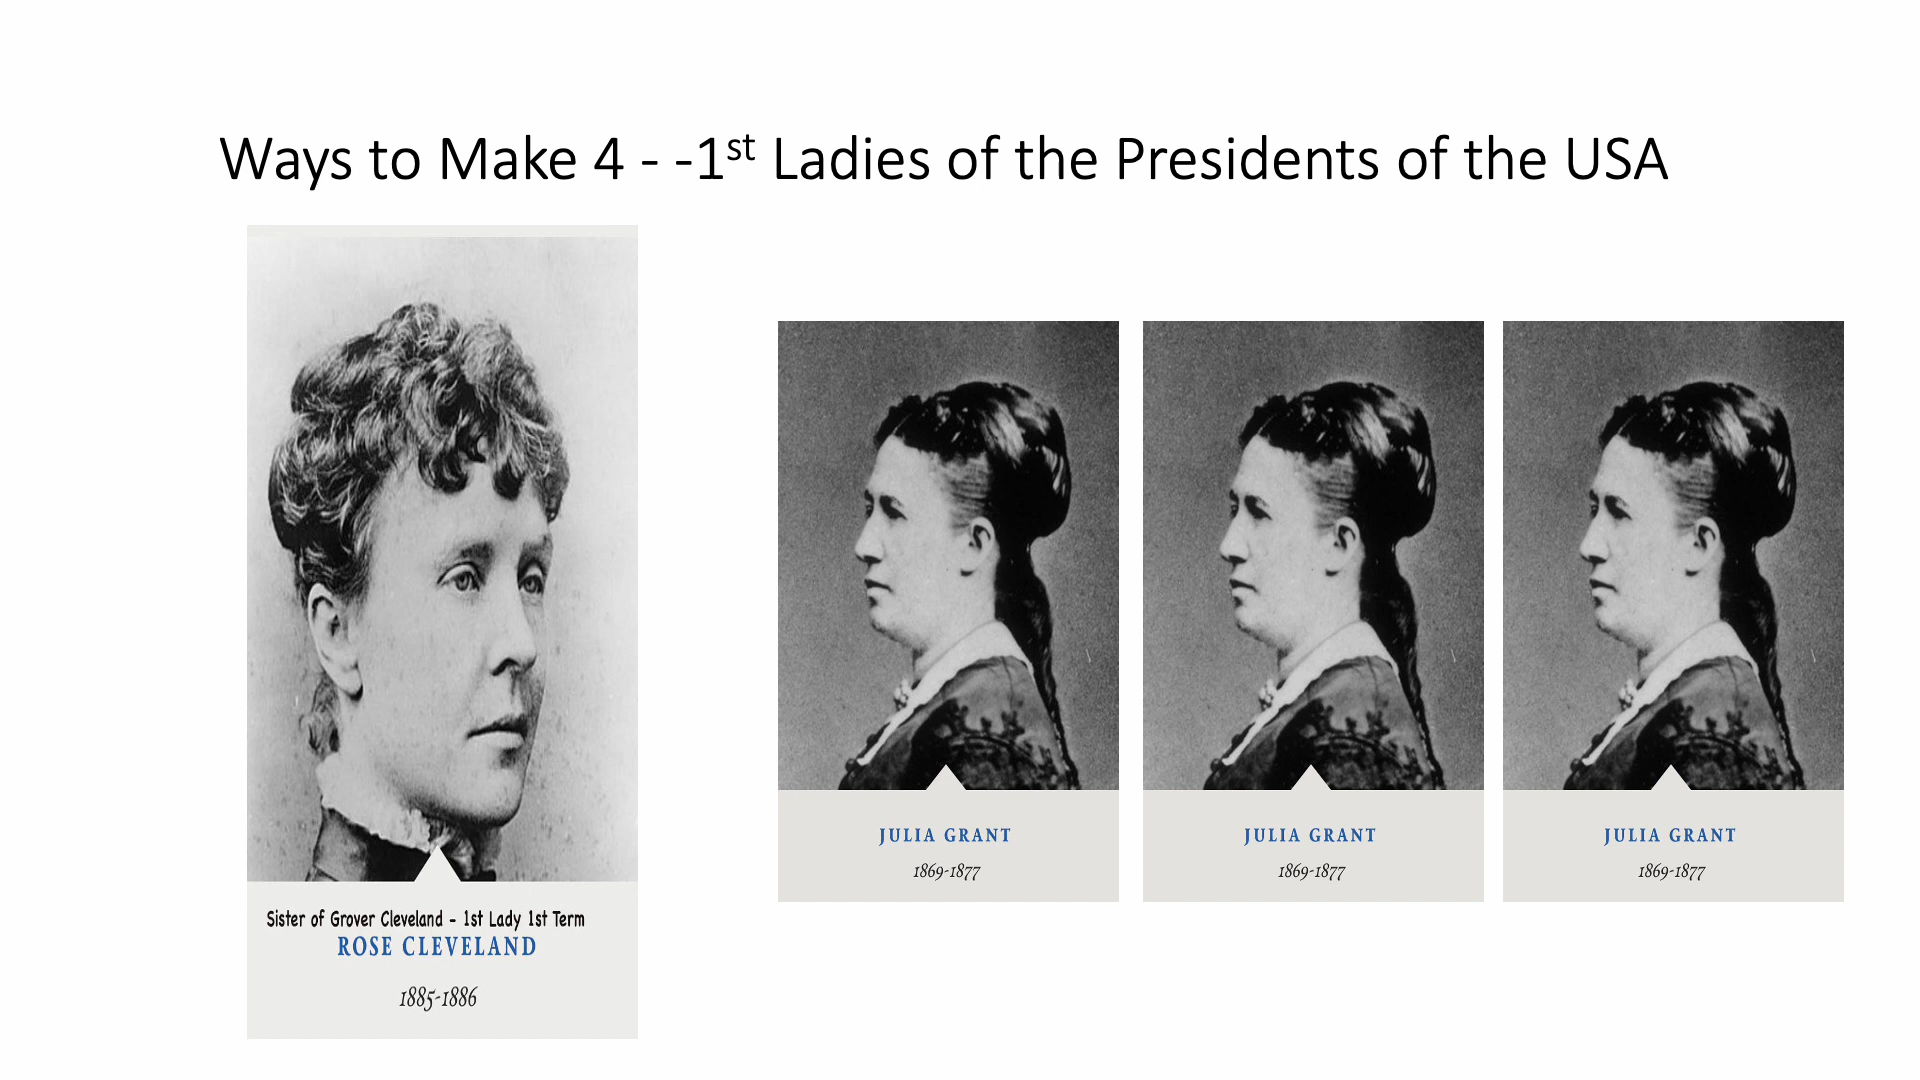 Ways to Make 4 - -1st Ladies of the Presidents of the USA
Sister of Grover Cleveland - 1st Lady 1st Term
ROSE CLEVELAND
1885-1886
JULIA GRANT
1869-1877
JULIA GRANT
1869-1877
JULIA GRANT
1869-1877